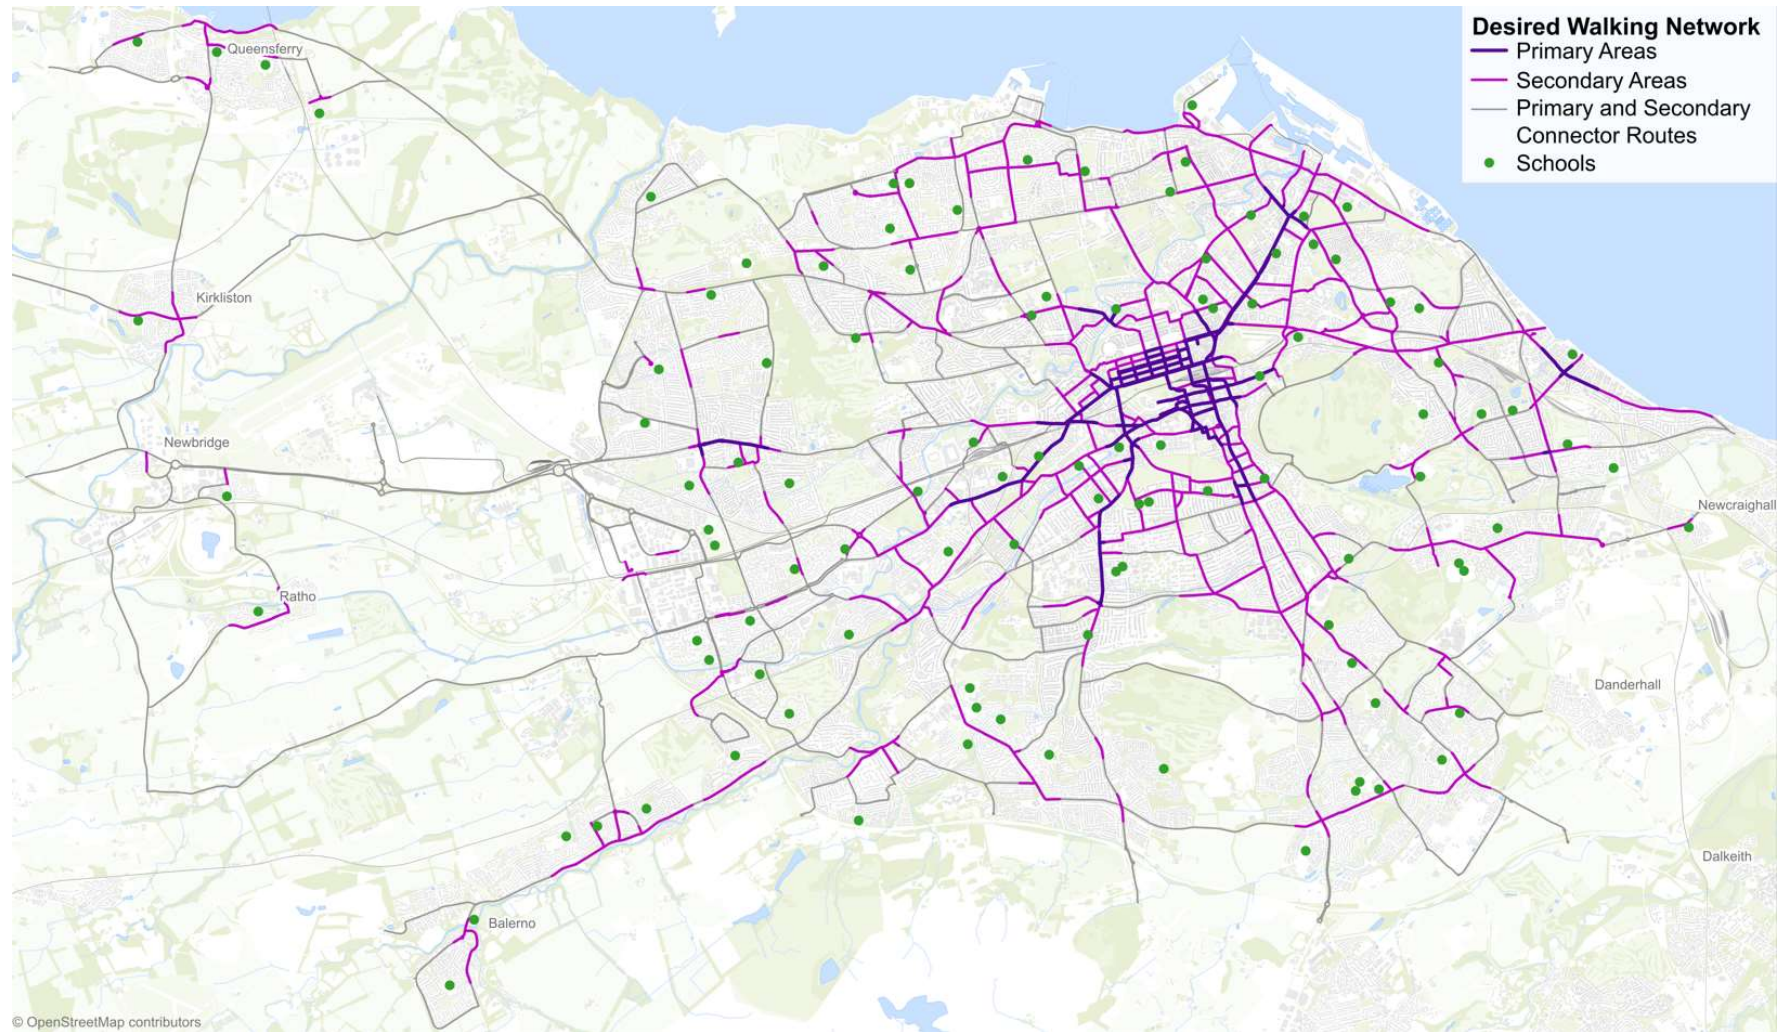 Desired Walking Network
Primary Areas
Secondary Areas
Primary and Secondary
Connector Routes
Schools
Queensferry
Kirkliston
Newbridge
Newcraighall
Ratho
Danderhall
Dalkeith
Balerno
© OpenStreetMap contributors